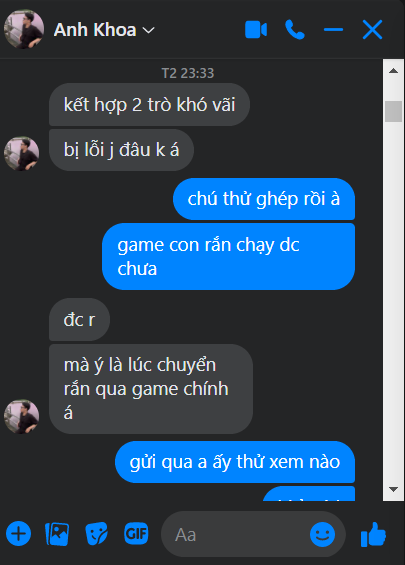 Anh Khoa
T2 23:33
kết hợp 2 trò khó vãi
bị lỗi j đâu k á
chú thử ghép rồi à
game con rắn chạy dc
chưa
đc r
mà ý là lúc chuyển
rắn qua game chính
á
gửi qua a ấy thử xem nào
GIF
Aa